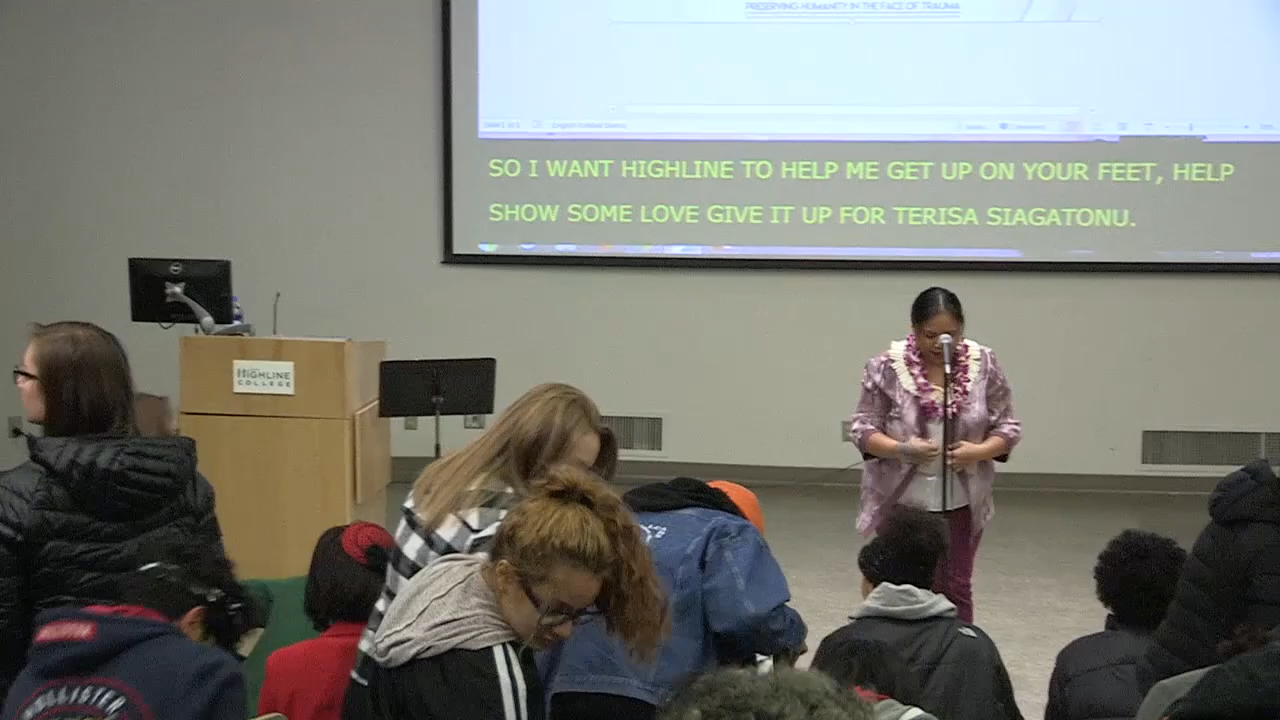 PRESERVING HUMANITY IN THE FACE OF TRAUMA
SO I WANT HIGHLINE TO HELP ME GET UP ON YOUR FEET, HELP
SHOW SOME LOVE GIVE IT UP FOR TERISA SIAGATONU.
HIGHLINE
COLLEGE
HOLLISTER